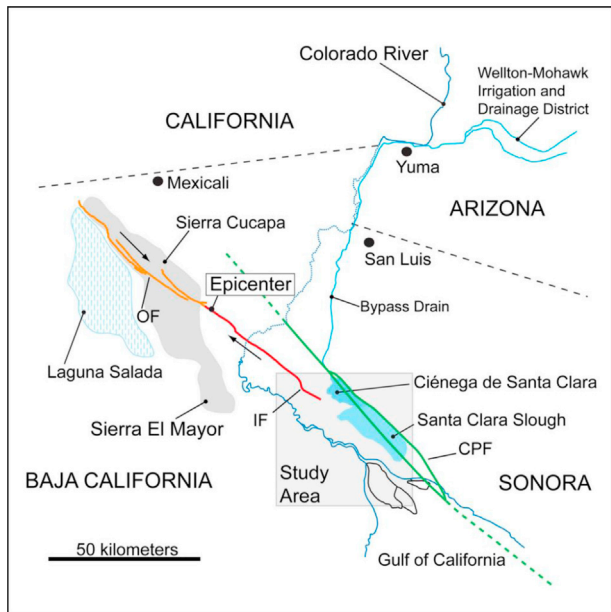 Colorado River
Wellton-Mohawk
Irrigation and
Drainage District
CALIFORNIA
Yuma
Mexicali
ARIZONA
Sierra Cucapa
San Luis
Epicenter
OF
Bypass Drain
Laguna Salada
Ciénega de Santa Clara
Sierra El Mayor
IF
Santa Clara Slough
CPF
BAJA CALIFORNIA
Study
Area
SONORA
50 kilometers
Gulf of California